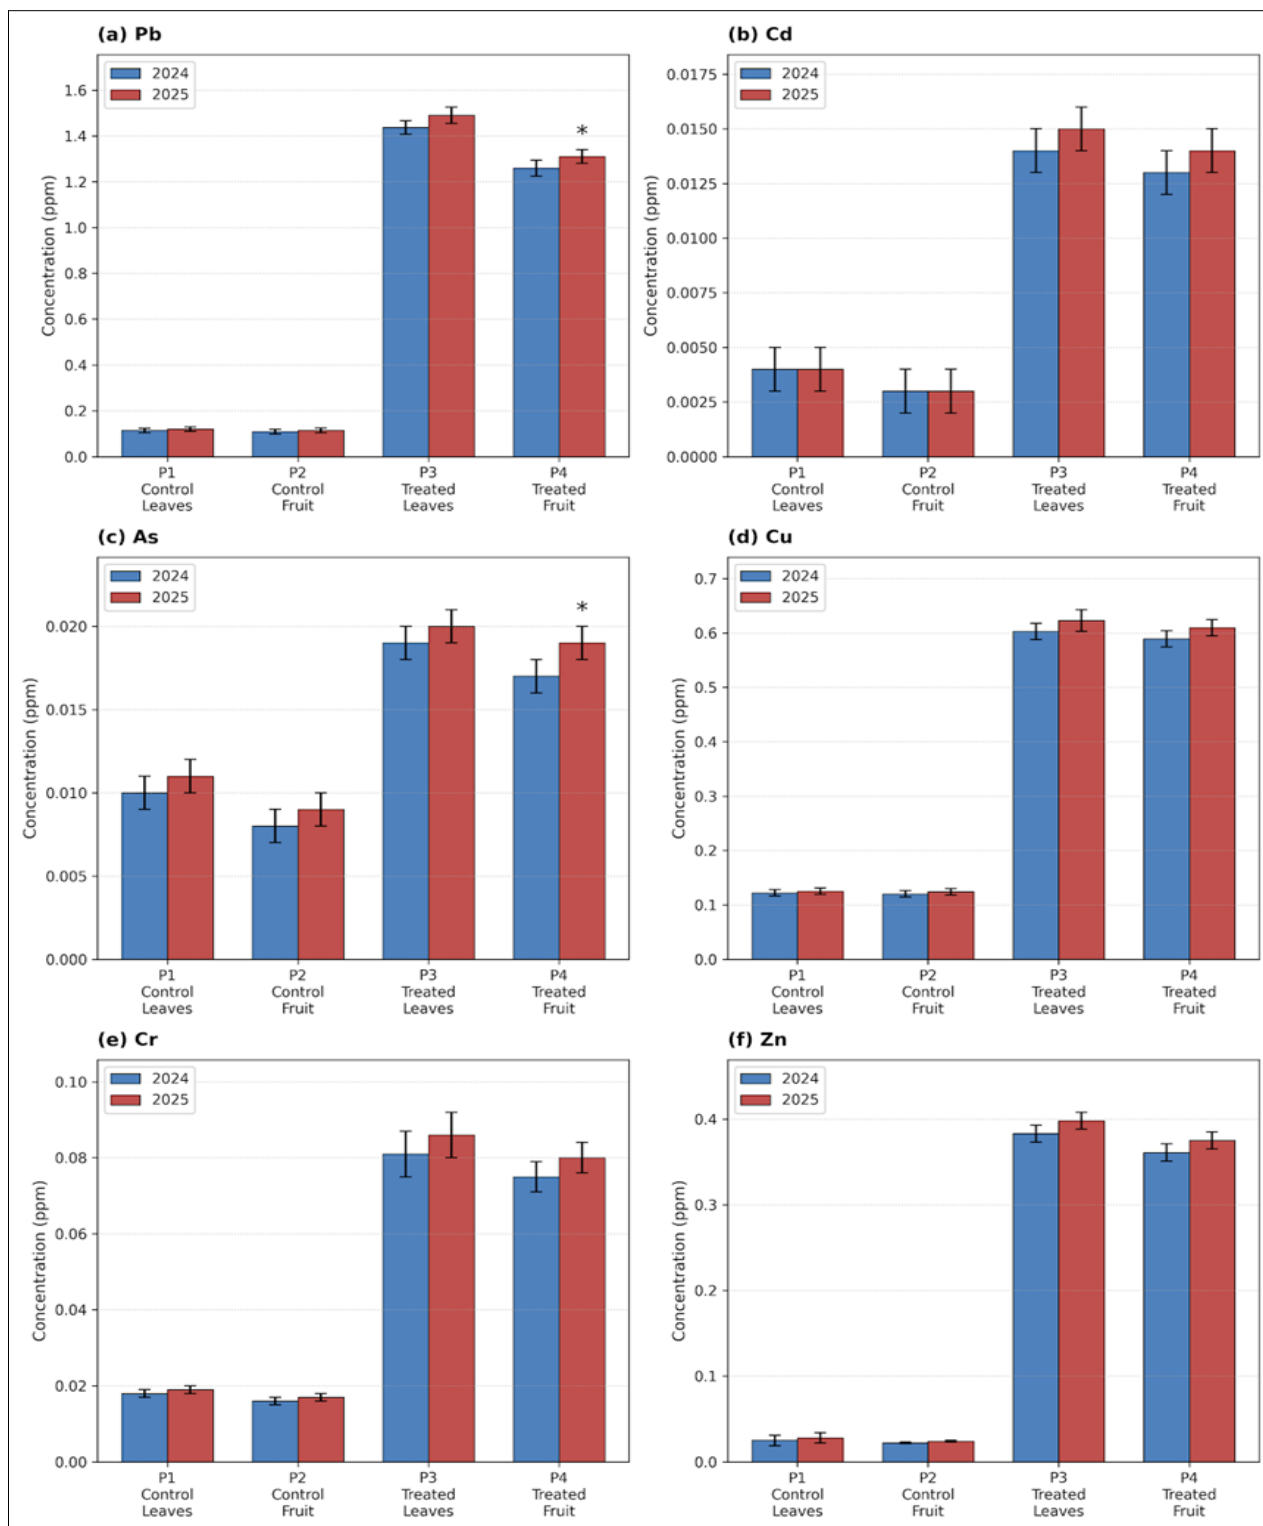 (a) Pb
2024
2025
*
Concentration (ppm)
1.6
1.4
1.2
1.0
0.8
0.6
0.4
0.2
0.0
P1 P2 P3 P4
Control Control Treated Treated
Leaves Fruit Leaves Fruit
(b) Cd
2024
2025
Concentration (ppm)
0.0175
0.0150
0.0125
0.0100
0.0075
0.0050
0.0025
0.0000
P1 P2 P3 P4
Control Control Treated Treated
Leaves Fruit Leaves Fruit
(c) As
2024
2025
*
Concentration (ppm)
0.020
0.015
0.010
0.005
0.000
P1 P2 P3 P4
Control Control Treated Treated
Leaves Fruit Leaves Fruit
(d) Cu
2024
2025
Concentration (ppm)
0.7
0.6
0.5
0.4
0.3
0.2
0.1
0.0
P1 P2 P3 P4
Control Control Treated Treated
Leaves Fruit Leaves Fruit
(e) Cr
2024
2025
Concentration (ppm)
0.10
0.08
0.06
0.04
0.02
0.00
P1 P2 P3 P4
Control Control Treated Treated
Leaves Fruit Leaves Fruit
(f) Zn
2024
2025
Concentration (ppm)
0.4
0.3
0.2
0.1
0.0
P1 P2 P3 P4
Control Control Treated Treated
Leaves Fruit Leaves Fruit